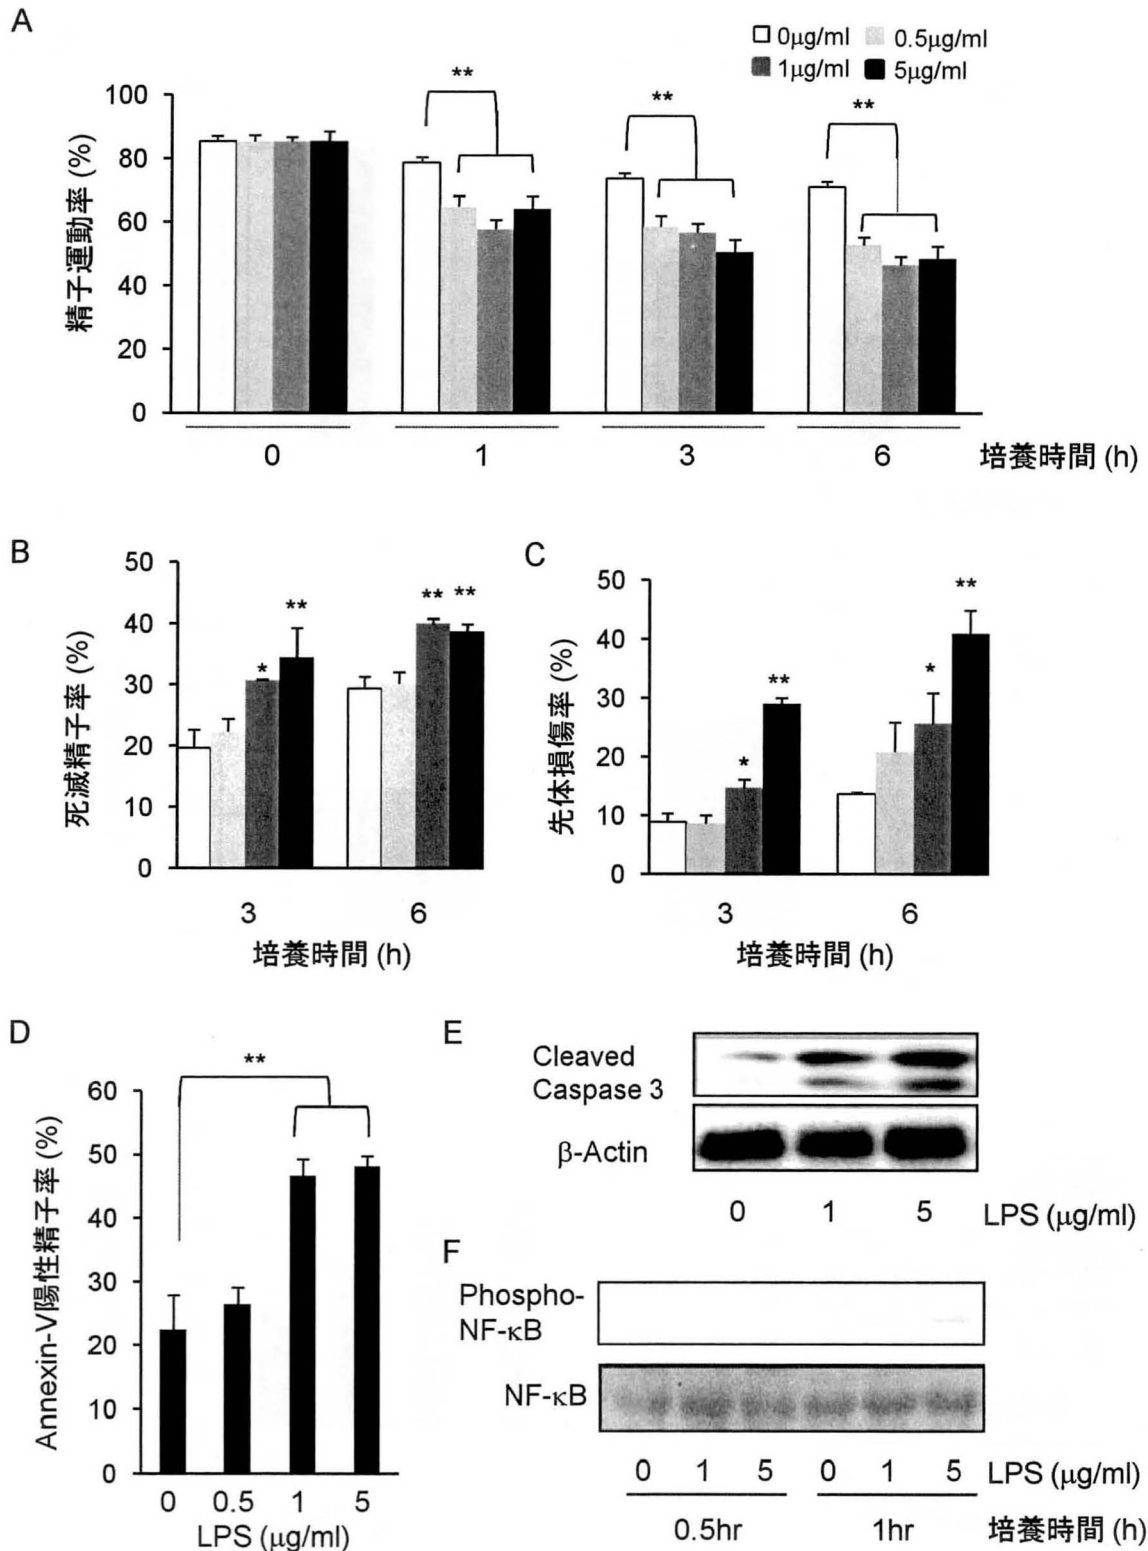 A
0μg/ml 0.5μg/ml
1μg/ml 5μg/ml
精子運動率 (%)
100
80
60
40
20
0
**
**
**
0 1 3 6 培養時間 (h)
B
死滅精子率 (%)
50
40
30
20
10
0
*
**
**
**
3 6
培養時間 (h)
C
先体損傷率 (%)
50
40
30
20
10
0
*
**
*
**
3 6
培養時間 (h)
D
Annexin-V陽性精子率 (%)
60
50
40
30
20
10
0
**
0 0.5 1 5
LPS (μg/ml)
E
Cleaved
Caspase 3
β-Actin
0 1 5 LPS (μg/ml)
F
Phospho-
NF-κB
NF-κB
0 1 5 0 1 5 LPS (μg/ml)
0.5hr 1hr 培養時間 (h)